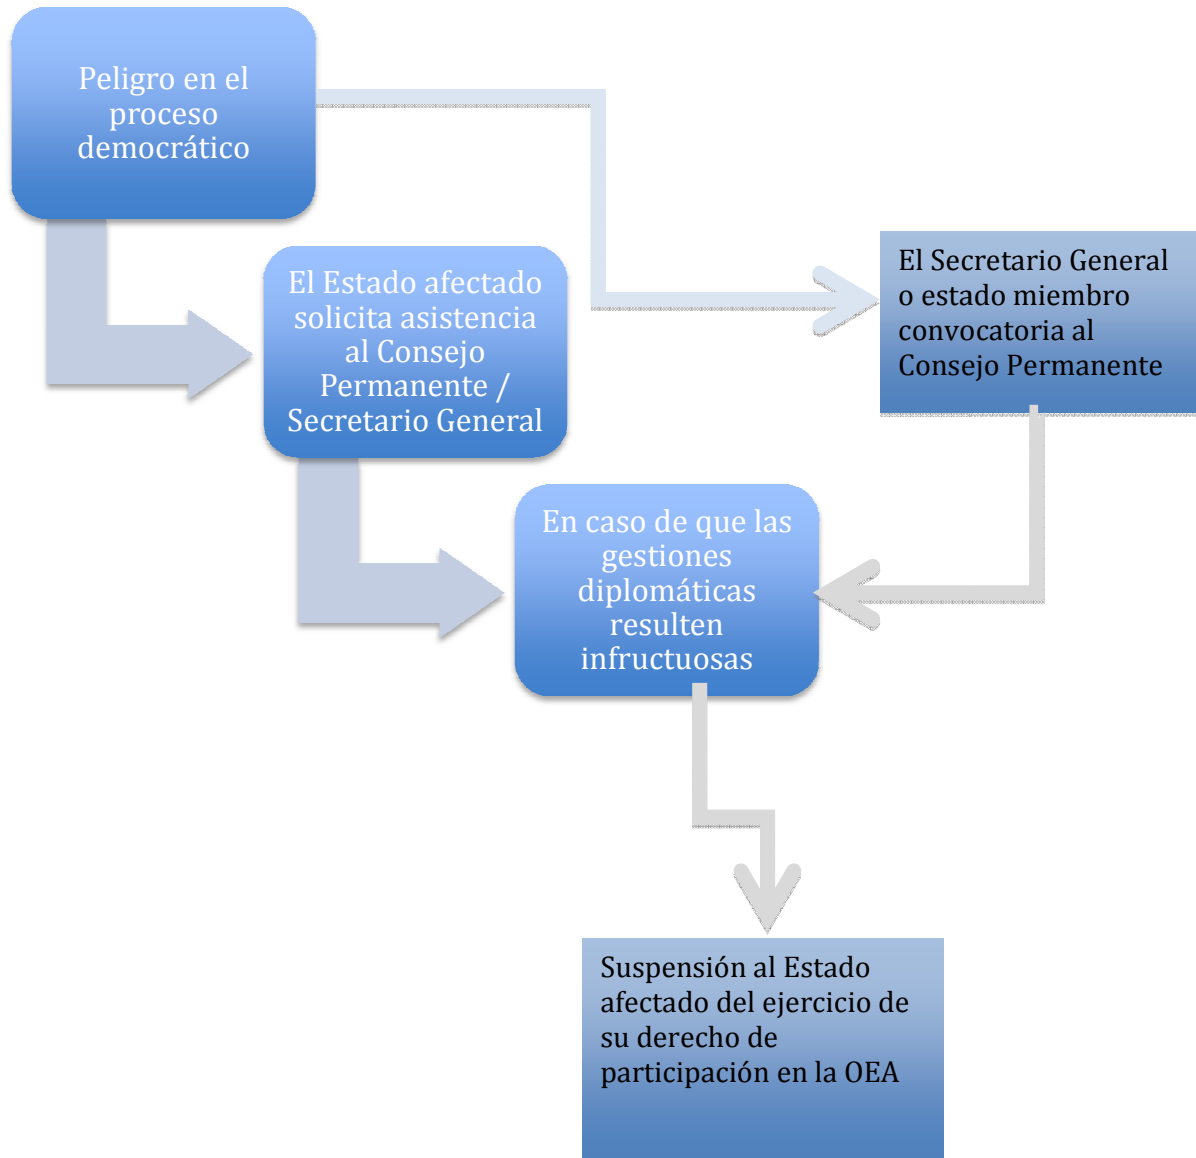 Peligro en el
proceso
democrático
El Estado afectado
solicita asistencia
al Consejo
Permanente /
Secretario General
El Secretario General
o estado miembro
convocatoria al
Consejo Permanente
En caso de que las
gestiones
diplomáticas
resulten
infructuosas
Suspensión al Estado
afectado del ejercicio de
su derecho de
participación en la OEA